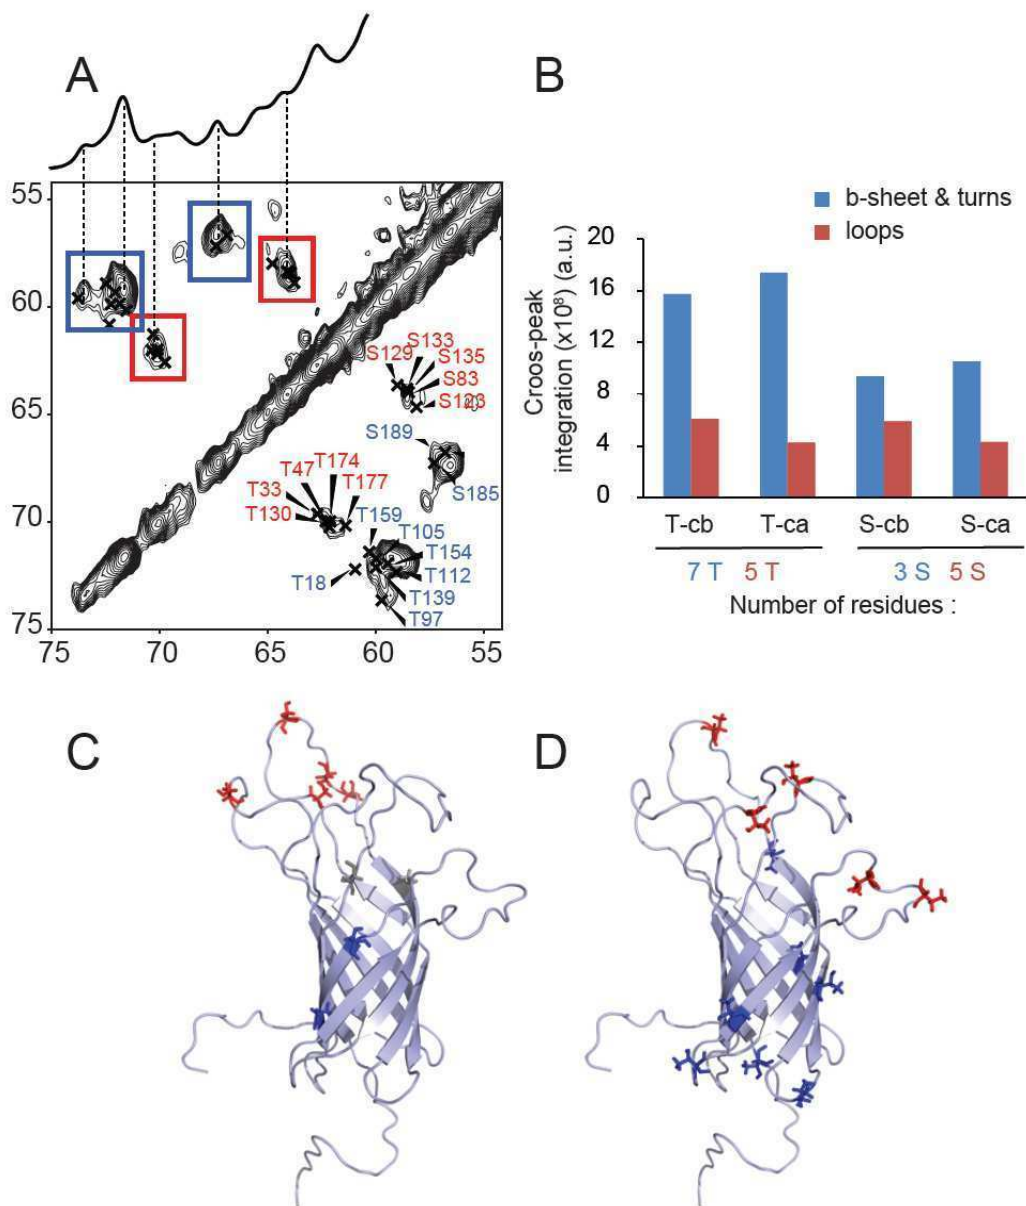 A
B
55
60
65
70
75
75
70
65
60
55
S133
S129
S135
S83
S123
S189
T174
T47
S185
T33
T177
T159
T130
T105
T154
T18
T112
T139
T97
b-sheet & turns
loops
Croos-peak
integration (x10⁸) (a.u.)
20
16
12
8
4
0
T-cb T-ca S-cb S-ca
7 T 5 T 3 S 5 S
Number of residues :
C
D